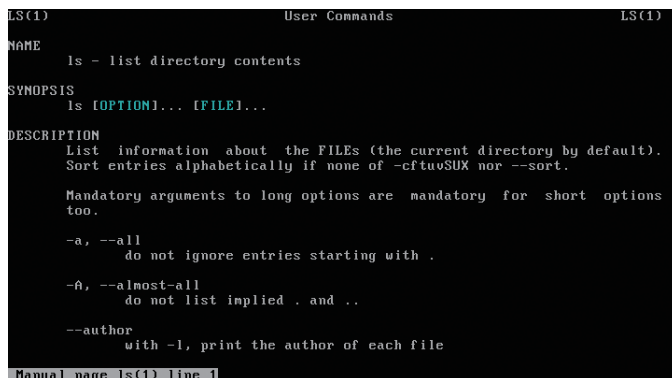 LS(1) User Commands LS(1)
NAME
ls - list directory contents
SYNOPSIS
ls [OPTION]... [FILE]...
DESCRIPTION
List information about the FILEs (the current directory by default).
Sort entries alphabetically if none of -cftuvSUX nor --sort.
Mandatory arguments to long options are mandatory for short options
too.
-a, --all
do not ignore entries starting with .
-A, --almost-all
do not list implied . and ..
--author
with -l, print the author of each file
Manual page ls(1) line 1